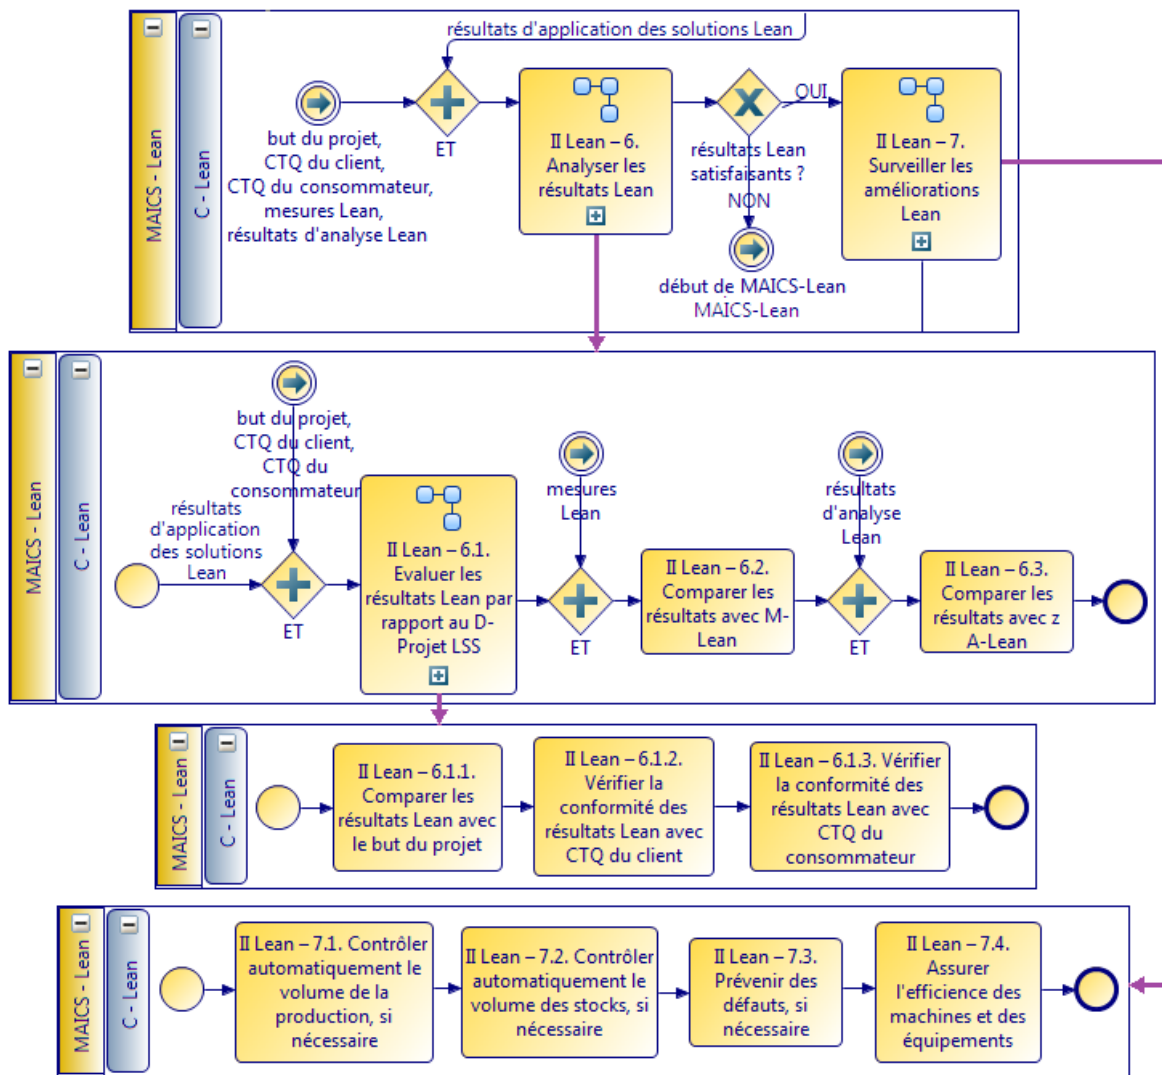 MAICS - Lean
C - Lean
résultats d'application des solutions Lean
but du projet,
CTQ du client,
CTQ du consommateur,
mesures Lean,
résultats d'analyse Lean
ET
II Lean – 6.
Analyser les
résultats Lean
OUI
résultats Lean
satisfaisants ?
NON
début de MAICS-Lean
MAICS-Lean
II Lean – 7.
Surveiller les
améliorations
Lean
MAICS - Lean
C - Lean
but du projet,
CTQ du client,
CTQ du
consommateur
résultats
d'application
des solutions
Lean
ET
II Lean – 6.1.
Evaluer les
résultats Lean par
rapport au D-
Projet LSS
mesures
Lean
ET
II Lean – 6.2.
Comparer les
résultats avec M-
Lean
résultats
d'analyse
Lean
ET
II Lean – 6.3.
Comparer les
résultats avec z
A-Lean
MAICS - Lean
C - Lean
II Lean – 6.1.1.
Comparer les
résultats Lean avec
le but du projet
II Lean – 6.1.2.
Vérifier la
conformité des
résultats Lean avec
CTQ du client
II Lean – 6.1.3. Vérifier
la conformité des
résultats Lean avec
CTQ du
consommateur
MAICS - Lean
C - Lean
II Lean – 7.1. Contrôler
automatiquement le
volume de la
production, si
nécessaire
II Lean – 7.2. Contrôler
automatiquement le
volume des stocks, si
nécessaire
II Lean – 7.3.
Prévenir des
défauts, si
nécessaire
II Lean – 7.4.
Assurer
l'efficience des
machines et des
équipements